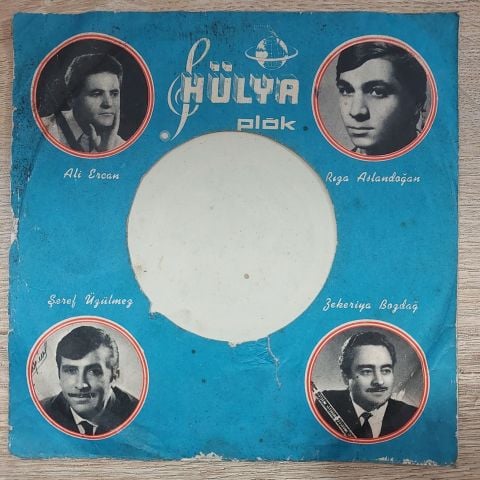 HÜLYA
plâk
Ali Ercan
Rıza Aslandoğan
Şeref Üzülmez
Zekeriya Bozdağ